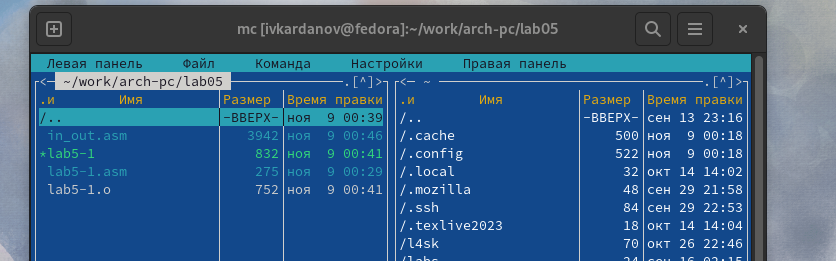 mc [ivkardanov@fedora]:~/work/arch-pc/lab05
Левая панель Файл Команда Настройки Правая панель
<─ ~/work/arch-pc/lab05 .[^]> <─ ~ .[^]>
.и Имя Размер Время правки .и Имя Размер Время правки
/.. -ВВЕРХ- ноя 9 00:39 /.. -ВВЕРХ- сен 13 23:16
in_out.asm 3942 ноя 9 00:46 /.cache 500 ноя 9 00:18
*lab5-1 832 ноя 9 00:41 /.config 522 ноя 9 00:18
lab5-1.asm 275 ноя 9 00:29 /.local 32 окт 14 14:02
lab5-1.o 752 ноя 9 00:41 /.mozilla 48 сен 29 21:58
/.ssh 84 сен 29 22:53
/.texlive2023 18 окт 14 14:04
/l4sk 70 окт 26 22:46